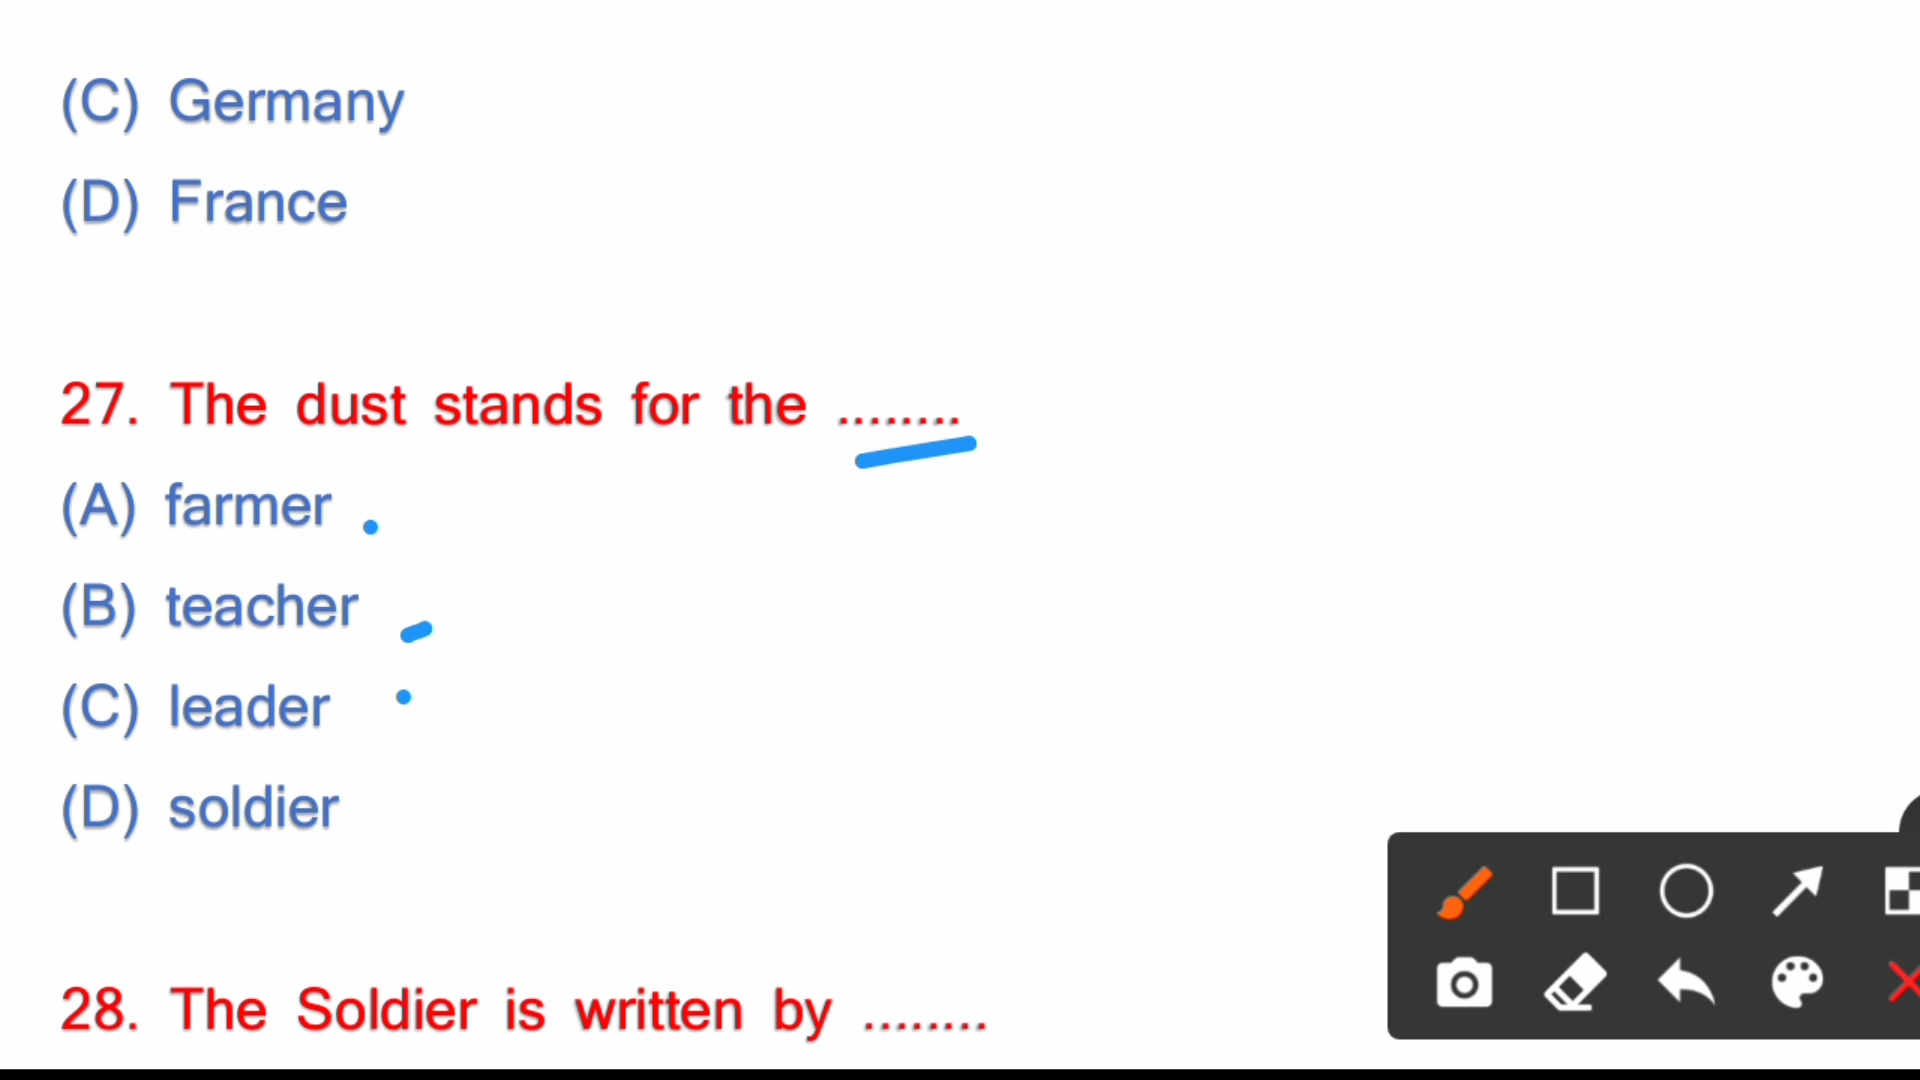 (C) Germany
(D) France
27. The dust stands for the ........
(A) farmer
(B) teacher
(C) leader
(D) soldier
28. The Soldier is written by ........